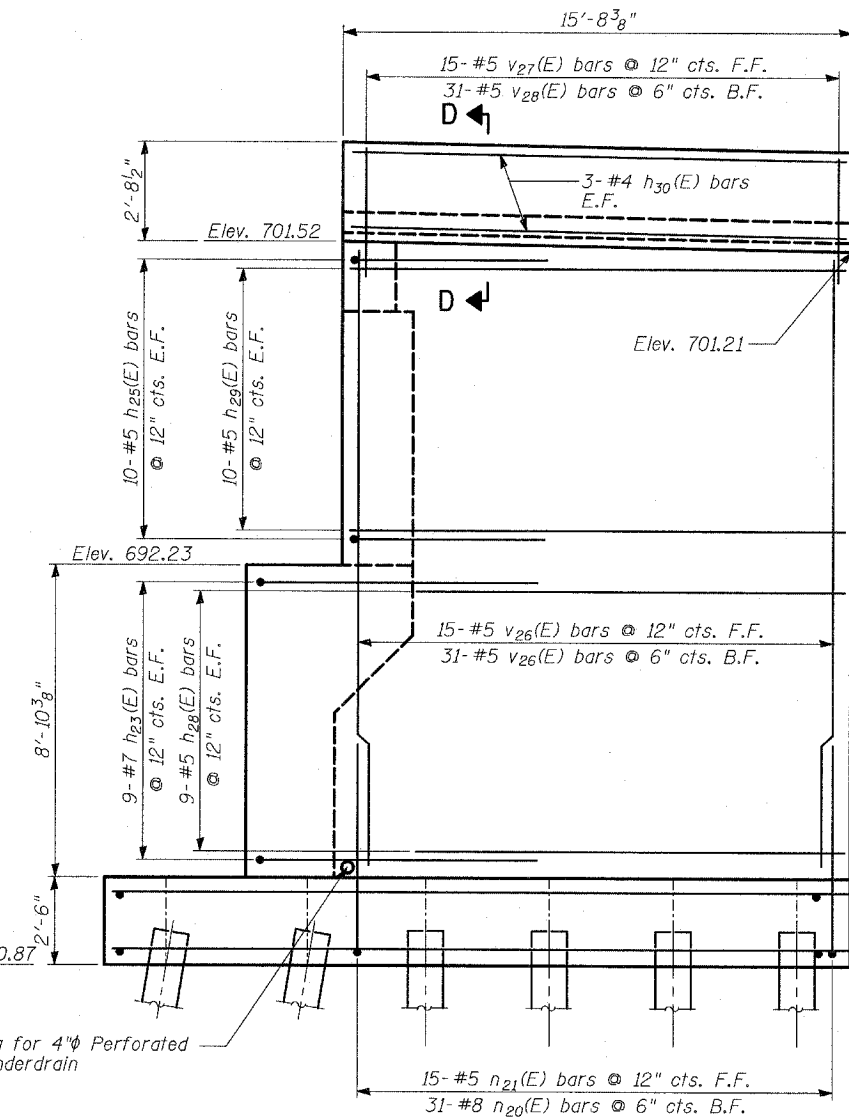 15'-8 3/8"
15- #5 v27(E) bars @ 12" cts. F.F.
31- #5 v28(E) bars @ 6" cts. B.F.
D
2'-8 1/2"
3- #4 h30(E) bars
E.F.
Elev. 701.52
D
Elev. 701.21
10- #5 h25(E) bars
@ 12" cts. E.F.
10- #5 h29(E) bars
@ 12" cts. E.F.
Elev. 692.23
15- #5 v26(E) bars @ 12" cts. F.F.
31- #5 v26(E) bars @ 6" cts. B.F.
8'-10 3/8"
9- #7 h23(E) bars
@ 12" cts. E.F.
9- #5 h28(E) bars
@ 12" cts. E.F.
2'-6"
0.87
for 4"ϕ Perforated
15- #5 n21(E) bars @ 12" cts. F.F.
31- #8 n20(E) bars @ 6" cts. B.F.